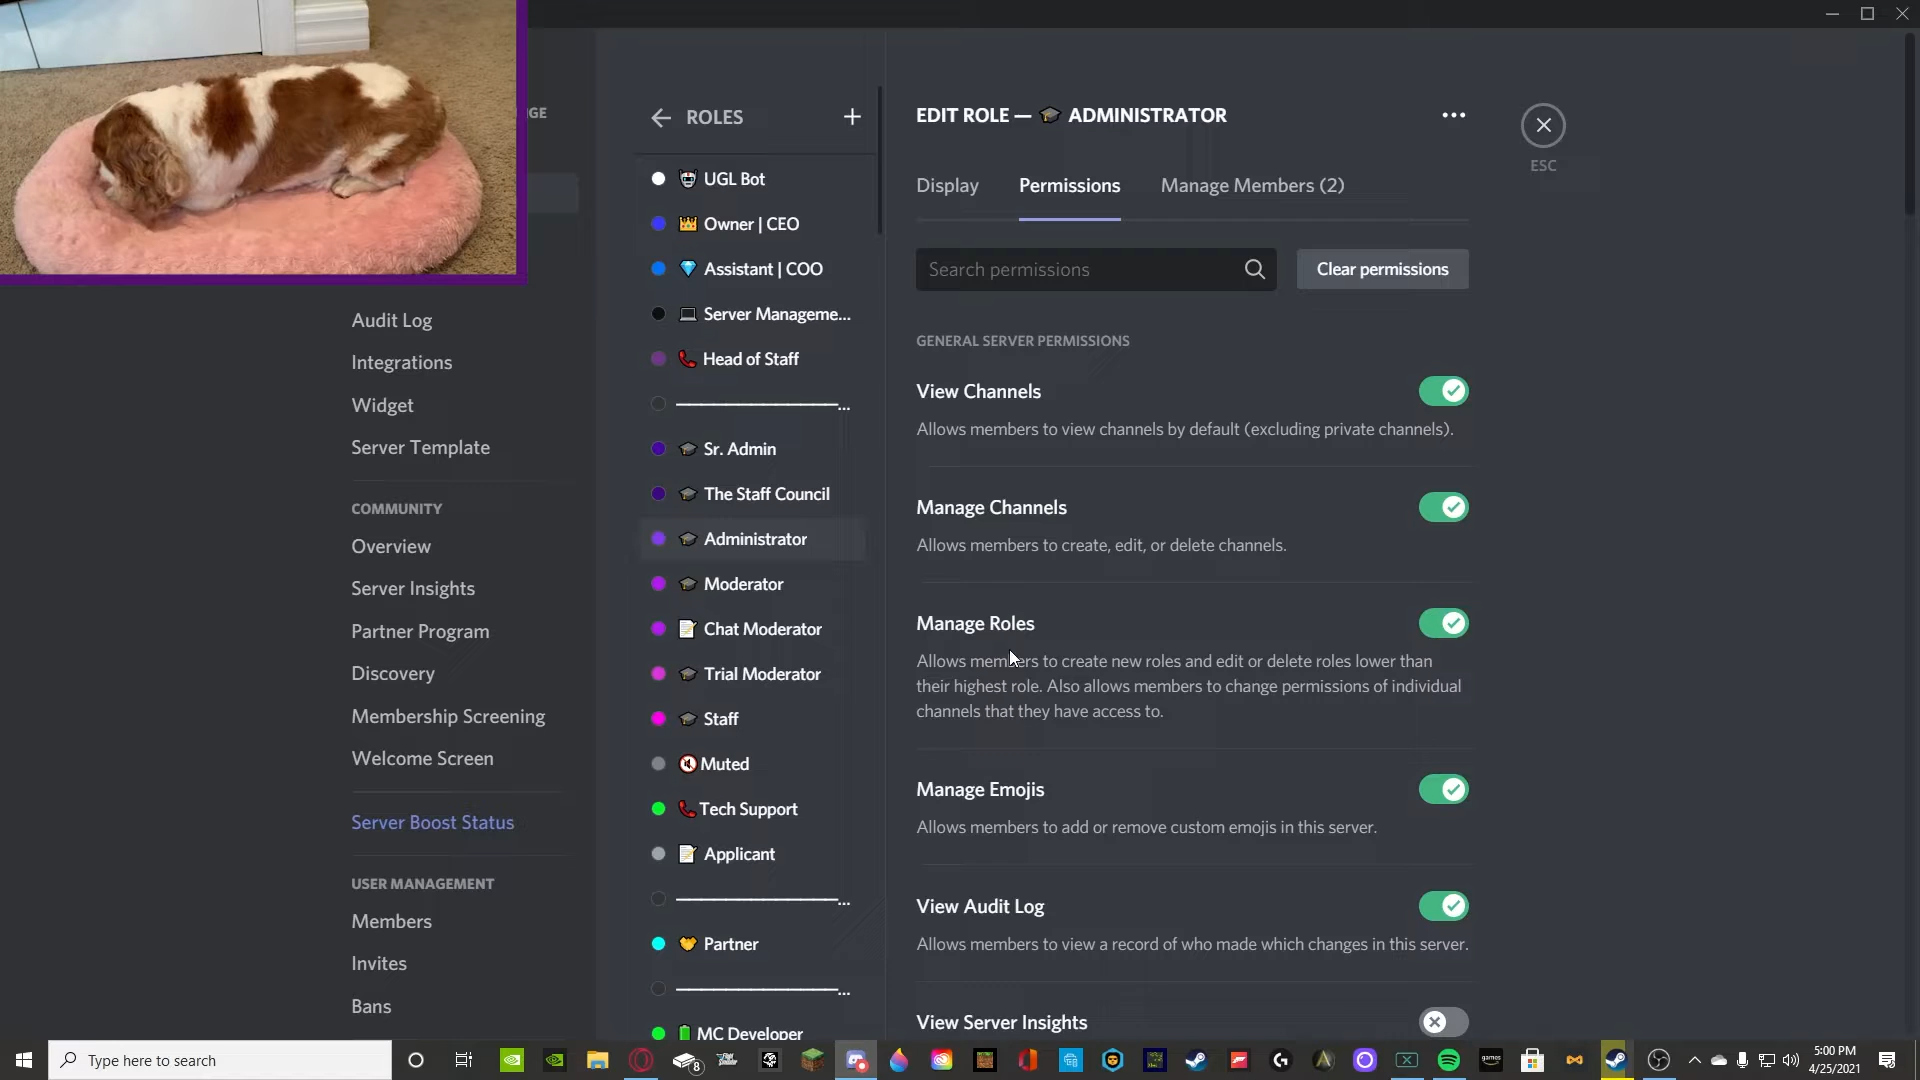 GE
Audit Log
Integrations
Widget
Server Template
COMMUNITY
Overview
Server Insights
Partner Program
Discovery
Membership Screening
Welcome Screen
Server Boost Status
USER MANAGEMENT
Members
Invites
Bans
ROLES
UGL Bot
Owner | CEO
Assistant | COO
Server Manageme...
Head of Staff
——————————...
Sr. Admin
The Staff Council
Administrator
Moderator
Chat Moderator
Trial Moderator
Staff
Muted
Tech Support
Applicant
——————————...
Partner
——————————...
MC Developer
EDIT ROLE — 🎓 ADMINISTRATOR
Display Permissions Manage Members (2)
Search permissions
Clear permissions
GENERAL SERVER PERMISSIONS
View Channels
Allows members to view channels by default (excluding private channels).
Manage Channels
Allows members to create, edit, or delete channels.
Manage Roles
Allows members to create new roles and edit or delete roles lower than
their highest role. Also allows members to change permissions of individual
channels that they have access to.
Manage Emojis
Allows members to add or remove custom emojis in this server.
View Audit Log
Allows members to view a record of who made which changes in this server.
View Server Insights
ESC
Type here to search
8
games
5:00 PM
4/25/2021